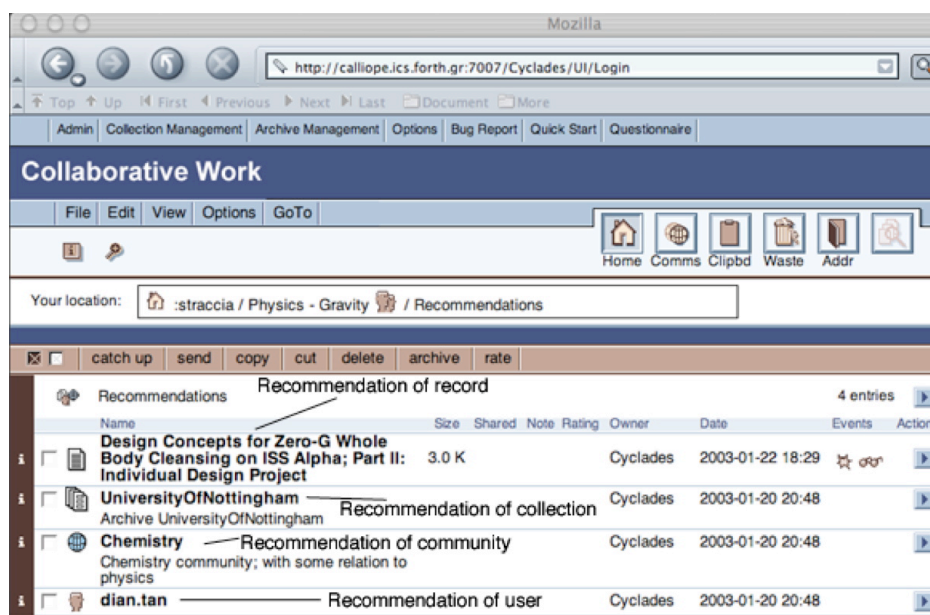 Mozilla
http://calliope.ics.forth.gr:7007/Cyclades/UI/Login
Top Up First Previous Next Last Document More
Admin Collection Management Archive Management Options Bug Report Quick Start Questionnaire
Collaborative Work
File Edit View Options GoTo
Home Comms Clipbd Waste Addr
Your location: :straccia / Physics - Gravity / Recommendations
catch up send copy cut delete archive rate
Recommendation of record
Recommendations 4 entries
Name Size Shared Note Rating Owner Date Events Action
Design Concepts for Zero-G Whole
Body Cleansing on ISS Alpha; Part II: 3.0 K Cyclades 2003-01-22 18:29
Individual Design Project
UniversityOfNottingham Recommendation of collection Cyclades 2003-01-20 20:48
Archive UniversityOfNottingham
Chemistry Recommendation of community Cyclades 2003-01-20 20:48
Chemistry community; with some relation to
physics
dian.tan Recommendation of user Cyclades 2003-01-20 20:48